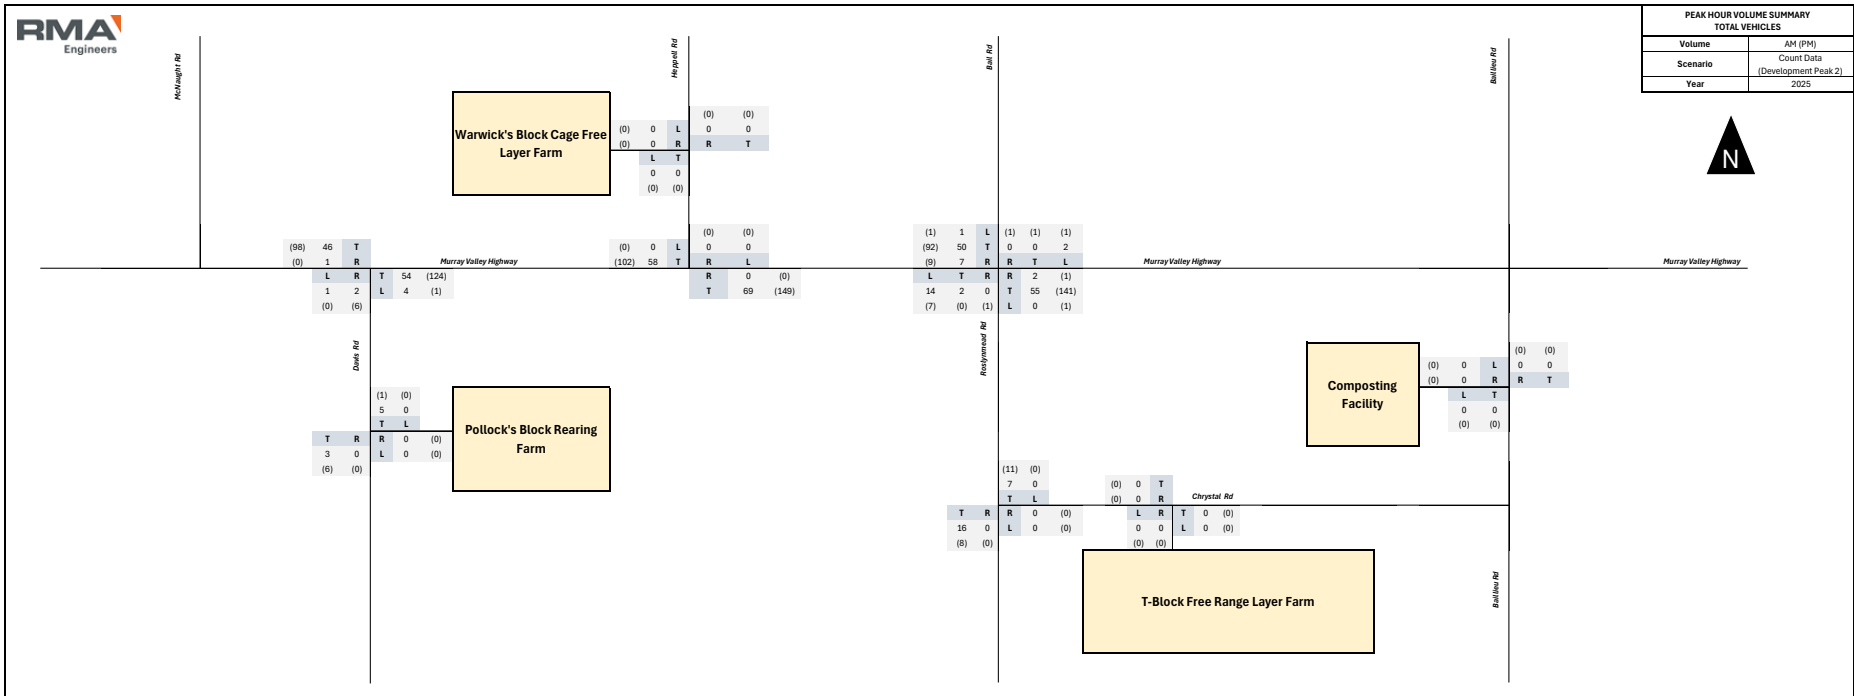 RMA
Engineers
PEAK HOUR VOLUME SUMMARY
TOTAL VEHICLES
Volume AM (PM)
Scenario Count Data
(Development Peak 2)
Year 2025
McNaught Rd
Heppell Rd
Ball Rd
Baillieu Rd
N
Warwick's Block Cage Free
Layer Farm
(0) (0)
(0) 0 L 0 0
(0) 0 R R T
L T
0 0
(0) (0)
(98) 46 T
(0) 1 R
L R T 54 (124)
1 2 L 4 (1)
(0) (6)
Murray Valley Highway
(0) (0)
(0) 0 L 0 0
(102) 58 T R L
R 0 (0)
T 69 (149)
(1) 1 L (1) (1) (1)
(92) 50 T 0 0 2
(9) 7 R R T L
L T R R 2 (1)
14 2 0 T 55 (141)
(7) (0) (1) L 0 (1)
Murray Valley Highway
Murray Valley Highway
Davis Rd
Roslynmead Rd
(1) (0)
5 0
T L
T R R 0 (0)
3 0 L 0 (0)
(6) (0)
Pollock's Block Rearing
Farm
Composting
Facility
(0) (0)
(0) 0 L 0 0
(0) 0 R R T
L T
0 0
(0) (0)
(11) (0)
7 0
T L
T R R 0 (0)
16 0 L 0 (0)
(8) (0)
(0) 0 T
(0) 0 R
Chrystal Rd
L R T 0 (0)
0 0 L 0 (0)
(0) (0)
T-Block Free Range Layer Farm
Baillieu Rd